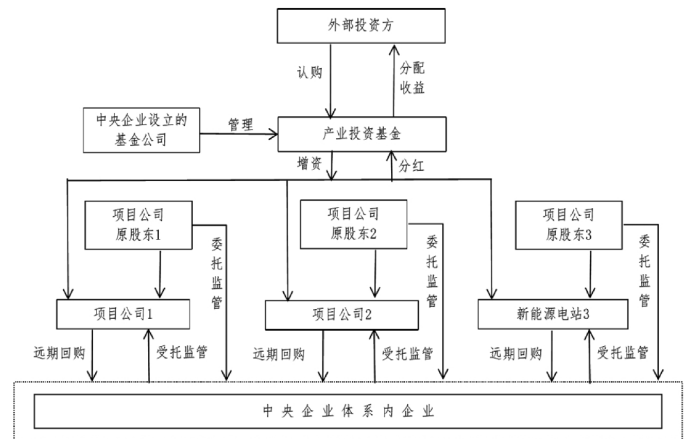 外部投资方
认购
分配
收益
中央企业设立的
基金公司
管理
产业投资基金
增资
分红
项目公司
原股东1
委托监管
项目公司
原股东2
委托监管
项目公司
原股东3
委托监管
项目公司1
项目公司2
新能源电站3
远期回购
受托监管
远期回购
受托监管
远期回购
受托监管
中央企业体系内企业